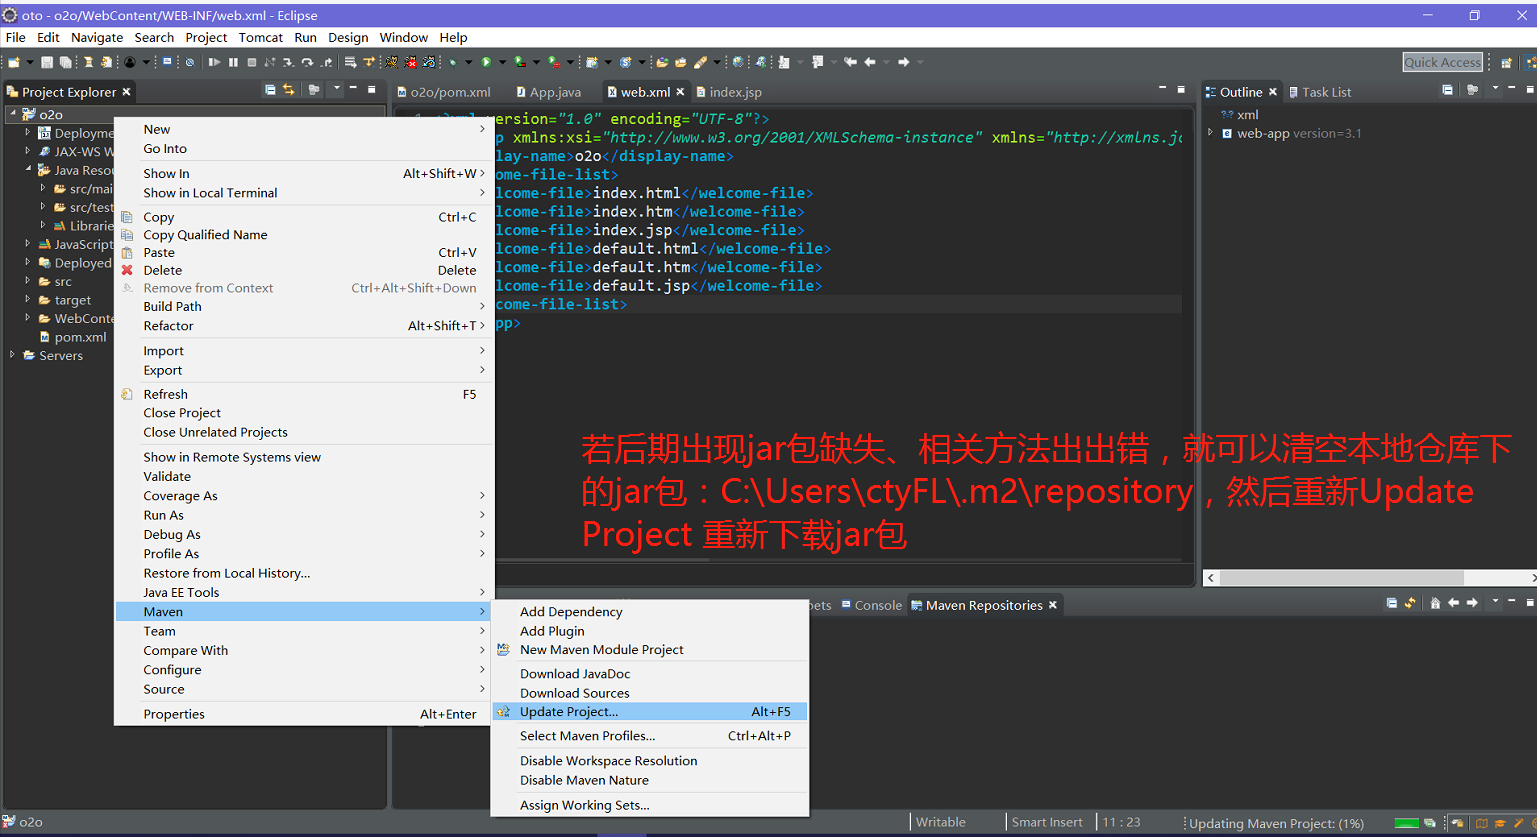 oto - o2o/WebContent/WEB-INF/web.xml - Eclipse
File Edit Navigate Search Project Tomcat Run Design Window Help
Quick Access
Project Explorer
o2o/pom.xml App.java web.xml index.jsp
Outline Task List
o2o
Deployme
JAX-WS W
Java Resou
src/mai
src/test
Librarie
JavaScript
Deployed
src
target
WebConte
pom.xml
Servers
New
Go Into
Show In Alt+Shift+W
Show in Local Terminal
Copy Ctrl+C
Copy Qualified Name
Paste Ctrl+V
Delete Delete
Remove from Context Ctrl+Alt+Shift+Down
Build Path
Refactor Alt+Shift+T
Import
Export
Refresh F5
Close Project
Close Unrelated Projects
Show in Remote Systems view
Validate
Coverage As
Run As
Debug As
Profile As
Restore from Local History...
Java EE Tools
Maven
Team
Compare With
Configure
Source
Properties Alt+Enter
version="1.0" encoding="UTF-8"?>
p xmlns:xsi="http://www.w3.org/2001/XMLSchema-instance" xmlns="http://xmlns.jc
lay-name>o2o</display-name>
ome-file-list>
lcome-file>index.html</welcome-file>
lcome-file>index.htm</welcome-file>
lcome-file>index.jsp</welcome-file>
lcome-file>default.html</welcome-file>
lcome-file>default.htm</welcome-file>
lcome-file>default.jsp</welcome-file>
come-file-list>
pp>
xml
web-app version=3.1
若后期出现jar包缺失、相关方法出出错，就可以清空本地仓库下
的jar包：C:\Users\ctyFL\.m2\repository，然后重新Update
Project 重新下载jar包
pets Console Maven Repositories
Add Dependency
Add Plugin
New Maven Module Project
Download JavaDoc
Download Sources
Update Project... Alt+F5
Select Maven Profiles... Ctrl+Alt+P
Disable Workspace Resolution
Disable Maven Nature
Assign Working Sets...
o2o
Writable Smart Insert 11 : 23 Updating Maven Project: (1%)